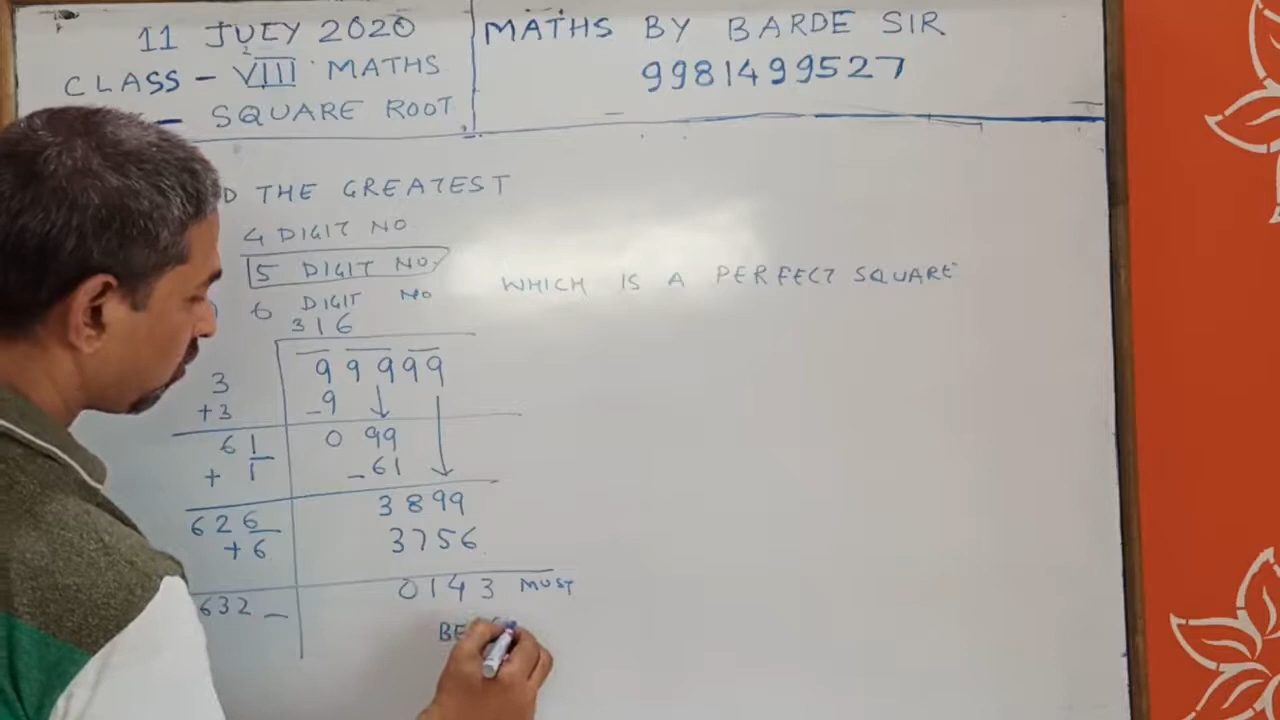 11 JULY 2020
CLASS - VIII MATHS
- SQUARE ROOT
MATHS BY BARDE SIR
9981499527
D THE GREATEST
4 DIGIT NO.
5 DIGIT NO.
6 DIGIT NO
WHICH IS A PERFECT SQUARE
316
3 99999
+3 -9
61 099
+ 1 -61
626 3899
+6 3756
632_ 0143 MUST
BE